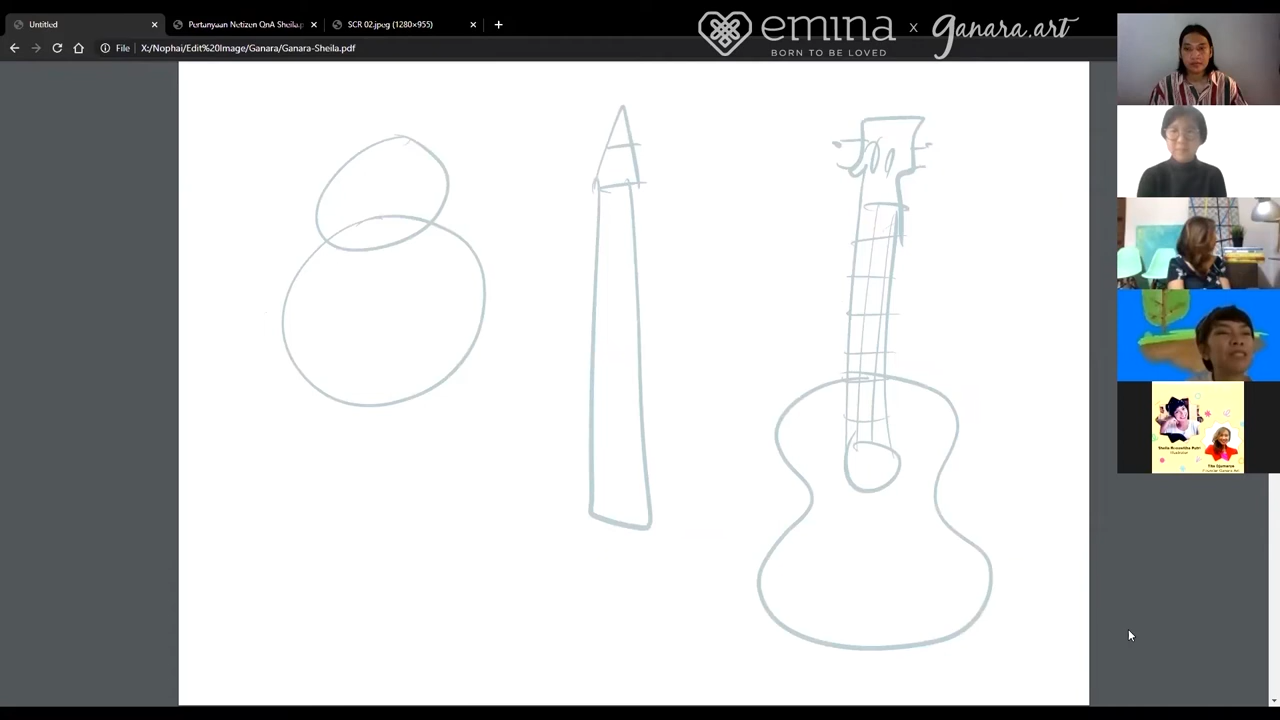 Untitled
Pertanyaan Netizen QnA Sheila.p
SCR 02.jpeg (1280×955)
emina
BORN TO BE LOVED
x
ganara.art
File
X:/Nophai/Edit%20Image/Ganara/Ganara-Sheila.pdf